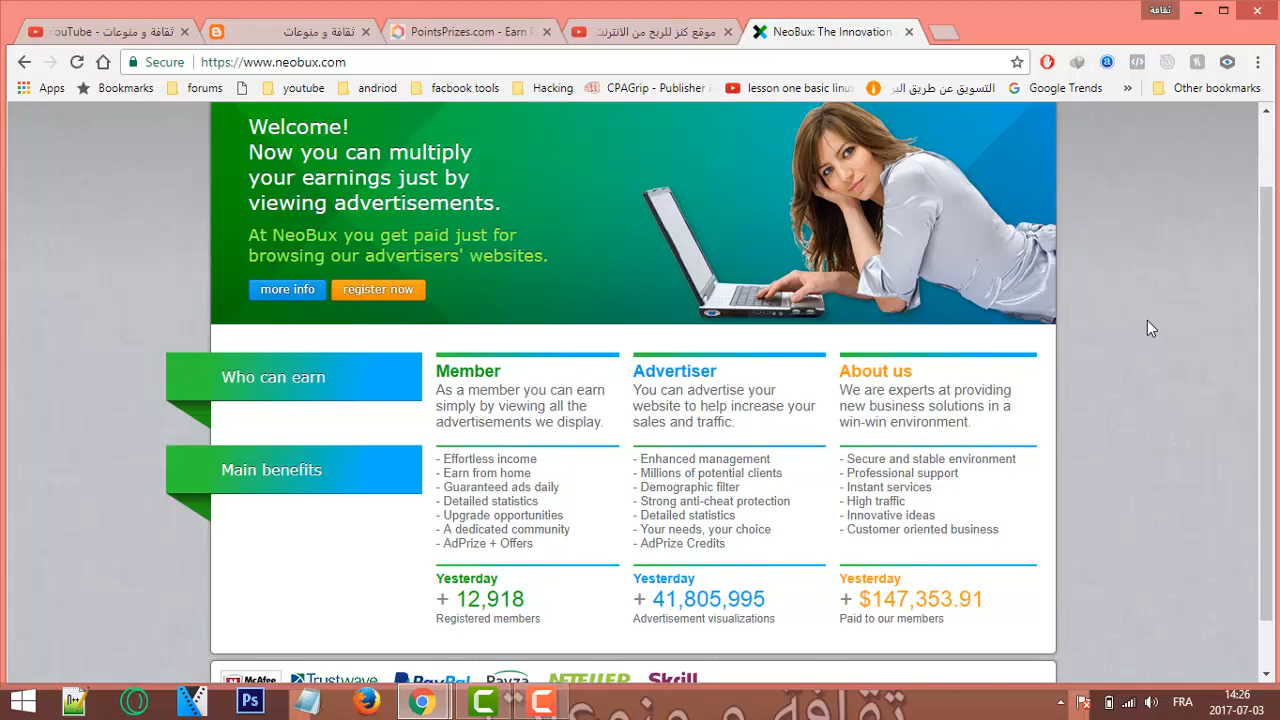 ثقافة
ثقافة و منوعات - YouTube
ثقافة و منوعات
PointsPrizes.com - Earn F
موقع كنز للربح من الانترنت
NeoBux: The Innovation
Secure
https://www.neobux.com
Apps
Bookmarks
forums
youtube
andriod
facbook tools
Hacking
CPAGrip - Publisher
lesson one basic linu
التسويق عن طريق البر
Google Trends
»
Other bookmarks
Welcome!
Now you can multiply
your earnings just by
viewing advertisements.
At NeoBux you get paid just for
browsing our advertisers' websites.
more info
register now
Who can earn
Member
As a member you can earn
simply by viewing all the
advertisements we display.
Advertiser
You can advertise your
website to help increase your
sales and traffic.
About us
We are experts at providing
new business solutions in a
win-win environment.
Main benefits
- Effortless income
- Earn from home
- Guaranteed ads daily
- Detailed statistics
- Upgrade opportunities
- A dedicated community
- AdPrize + Offers
- Enhanced management
- Millions of potential clients
- Demographic filter
- Strong anti-cheat protection
- Detailed statistics
- Your needs, your choice
- AdPrize Credits
- Secure and stable environment
- Professional support
- Instant services
- High traffic
- Innovative ideas
- Customer oriented business
Yesterday
+ 12,918
Registered members
Yesterday
+ 41,805,995
Advertisement visualizations
Yesterday
+ $147,353.91
Paid to our members
McAfee
Trustwave
PayPal
Payza
NETELLER
Skrill
Ps
ثقافة و منوعات
FRA
14:26
2017-07-03